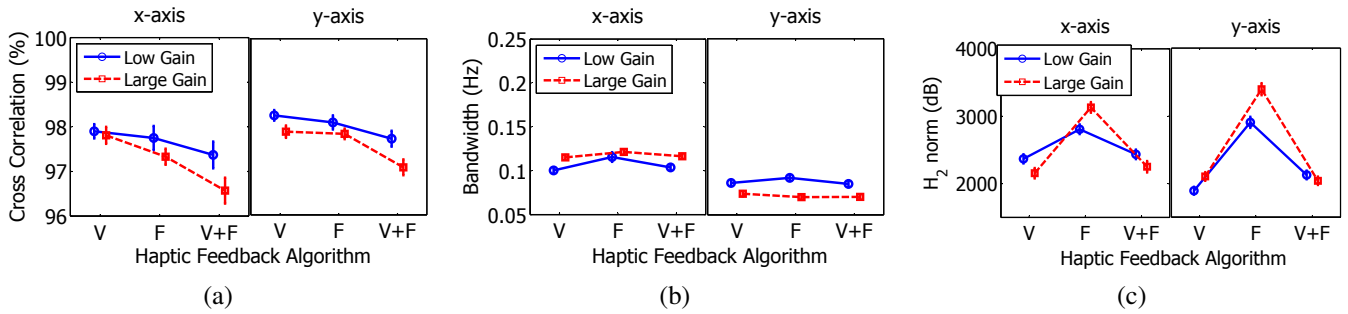 x-axis
y-axis
100
99
98
97
96
Cross Correlation (%)
Low Gain
Large Gain
V
F
V+F
V
F
V+F
Haptic Feedback Algorithm
(a)
x-axis
y-axis
0.25
0.2
0.15
0.1
0.05
Bandwidth (Hz)
Low Gain
Large Gain
V
F
V+F
V
F
V+F
Haptic Feedback Algorithm
(b)
x-axis
y-axis
4000
3000
2000
H2 norm (dB)
Low Gain
Large Gain
V
F
V+F
V
F
V+F
Haptic Feedback Algorithm
(c)